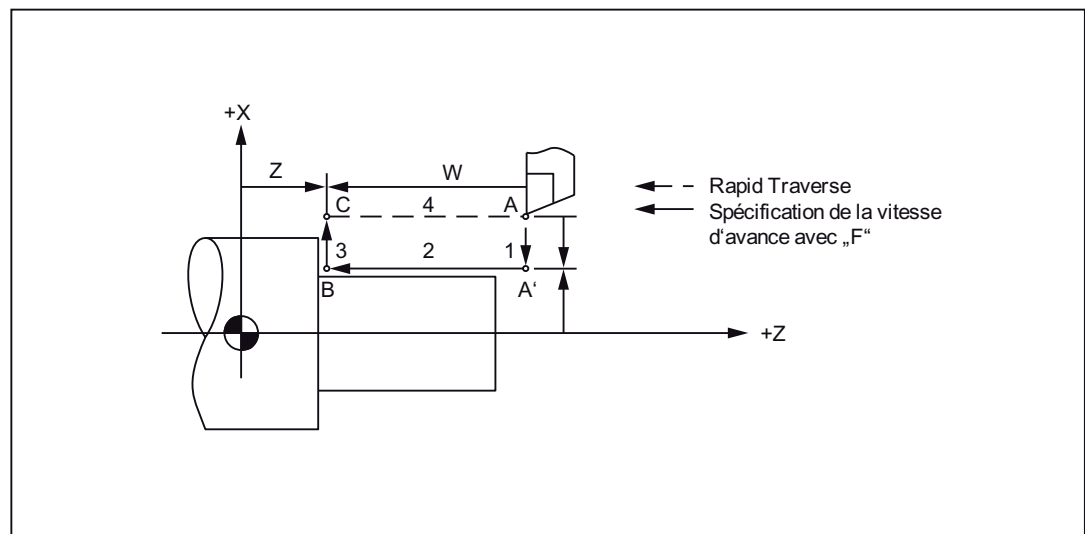 +X
Z
W
C
4
A
Rapid Traverse
Spécification de la vitesse
d'avance avec „F“
3
2
1
B
A‘
+Z